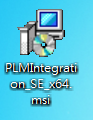 PLMIntegrati
on_SE_x64.
msi